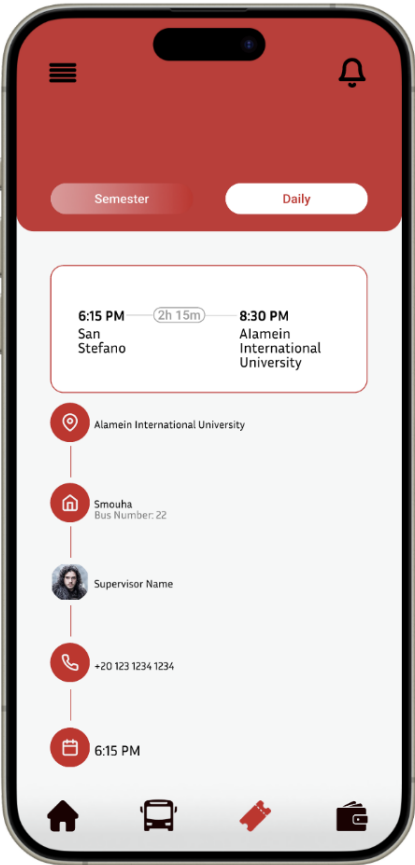 Semester
Daily
6:15 PM
2h 15m
8:30 PM
San
Stefano
Alamein
International
University
Alamein International University
Smouha
Bus Number: 22
Supervisor Name
+20 123 1234 1234
6:15 PM